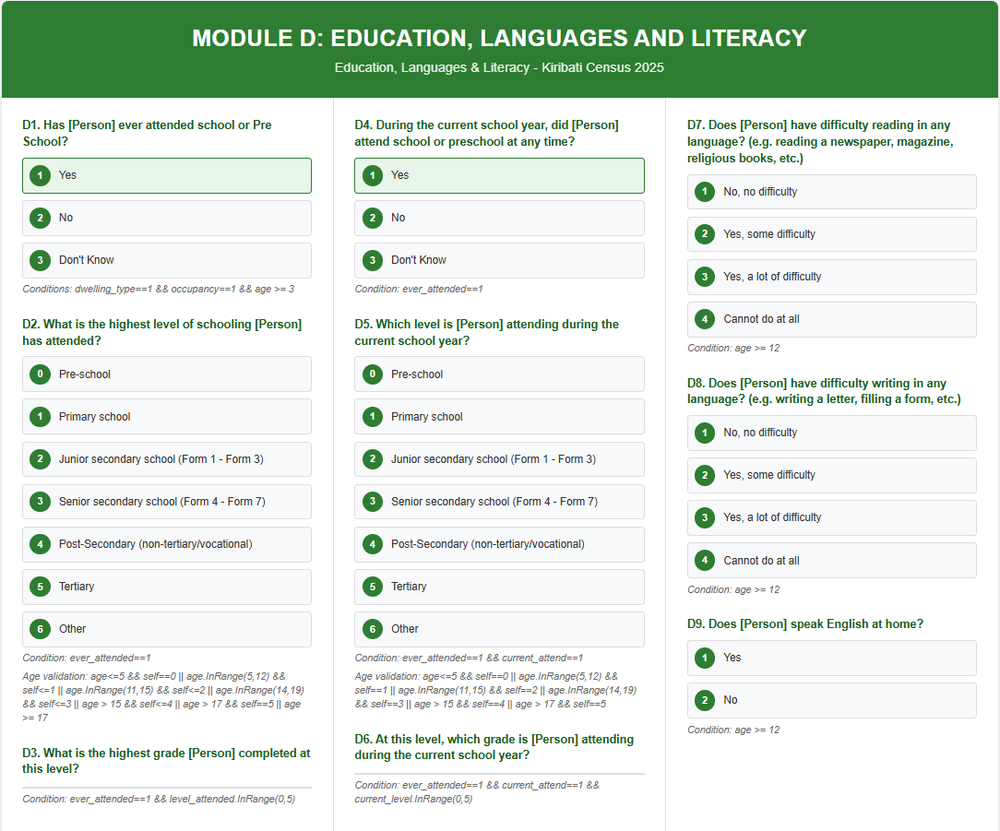 MODULE D: EDUCATION, LANGUAGES AND LITERACY
Education, Languages & Literacy - Kiribati Census 2025
D1. Has [Person] ever attended school or Pre
School?
1 Yes
2 No
3 Don't Know
Conditions: dwelling_type==1 && occupancy==1 && age >= 3
D2. What is the highest level of schooling [Person]
has attended?
0 Pre-school
1 Primary school
2 Junior secondary school (Form 1 - Form 3)
3 Senior secondary school (Form 4 - Form 7)
4 Post-Secondary (non-tertiary/vocational)
5 Tertiary
6 Other
Condition: ever_attended==1
Age validation: age<=5 && self==0 || age.InRange(5,12) &&
self<=1 || age.InRange(11,15) && self<=2 || age.InRange(14,19)
&& self<=3 || age > 15 && self<=4 || age > 17 && self==5 || age
>= 17
D3. What is the highest grade [Person] completed at
this level?
Condition: ever_attended==1 && level_attended.InRange(0,5)
D4. During the current school year, did [Person]
attend school or preschool at any time?
1 Yes
2 No
3 Don't Know
Condition: ever_attended==1
D5. Which level is [Person] attending during the
current school year?
0 Pre-school
1 Primary school
2 Junior secondary school (Form 1 - Form 3)
3 Senior secondary school (Form 4 - Form 7)
4 Post-Secondary (non-tertiary/vocational)
5 Tertiary
6 Other
Condition: ever_attended==1 && current_attend==1
Age validation: age<=5 && self==0 || age.InRange(5,12) &&
self==1 || age.InRange(11,15) && self==2 || age.InRange(14,19)
&& self==3 || age > 15 && self==4 || age > 17 && self==5
D6. At this level, which grade is [Person] attending
during the current school year?
Condition: ever_attended==1 && current_attend==1 &&
current_level.InRange(0,5)
D7. Does [Person] have difficulty reading in any
language? (e.g. reading a newspaper, magazine,
religious books, etc.)
1 No, no difficulty
2 Yes, some difficulty
3 Yes, a lot of difficulty
4 Cannot do at all
Condition: age >= 12
D8. Does [Person] have difficulty writing in any
language? (e.g. writing a letter, filling a form, etc.)
1 No, no difficulty
2 Yes, some difficulty
3 Yes, a lot of difficulty
4 Cannot do at all
Condition: age >= 12
D9. Does [Person] speak English at home?
1 Yes
2 No
Condition: age >= 12